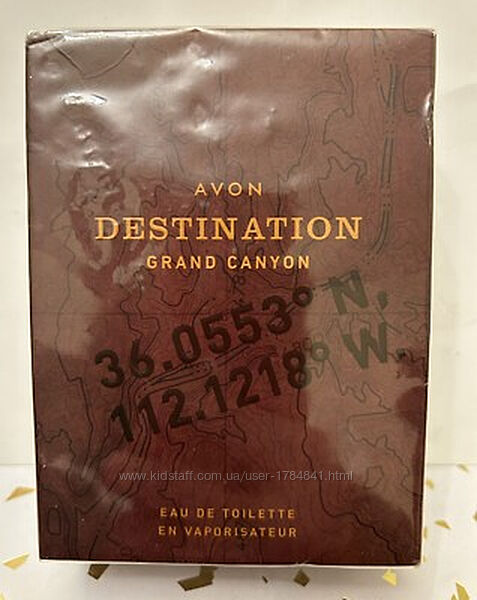 AVON
DESTINATION
GRAND CANYON
36.0553° N,
112.1218° W.
www.kidstaff.com.ua/user-1784841.html
EAU DE TOILETTE
EN VAPORISATEUR